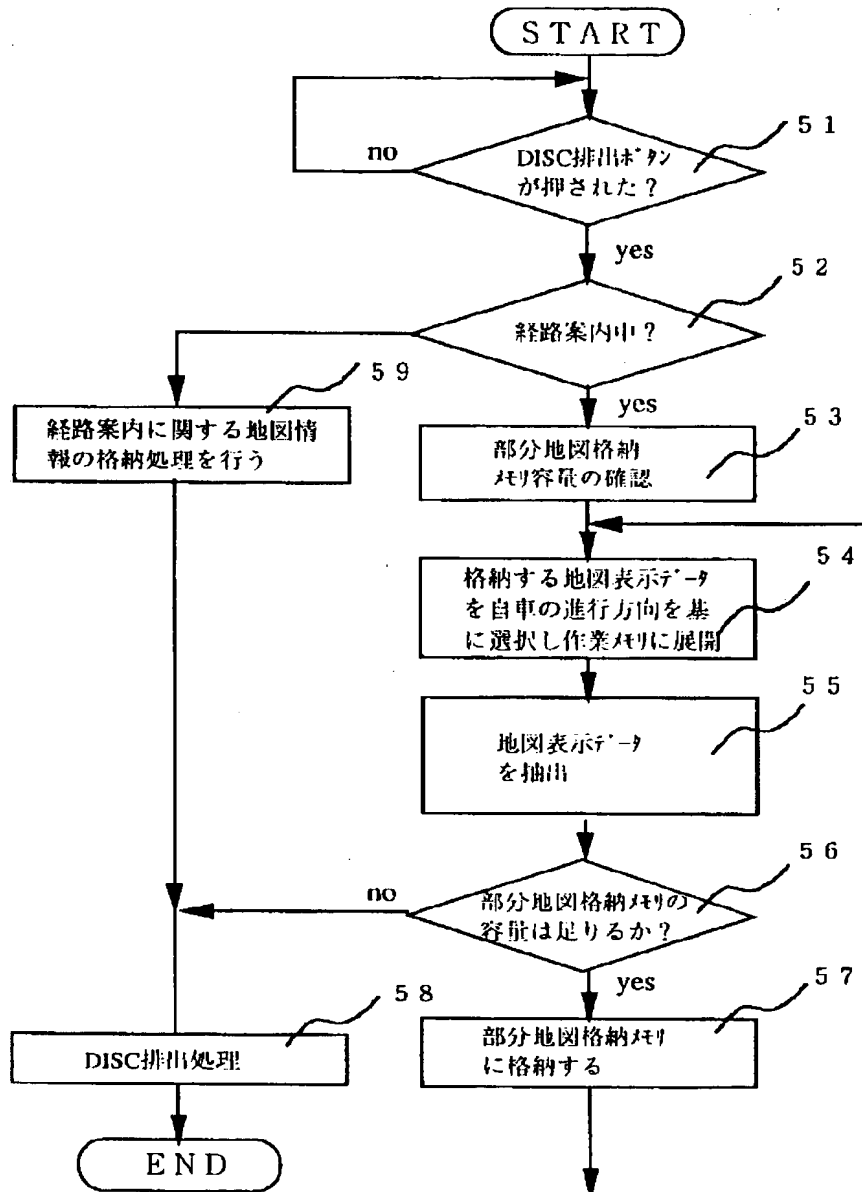 START
51
DISC排出ボタン
が押された？
no
yes
52
経路案内中？
59
yes
経路案内に関する地図情
報の格納処理を行う
53
部分地図格納
メモリ容量の確認
54
格納する地図表示データ
を自車の進行方向を基
に選択し作業メモリに展開
55
地図表示データ
を抽出
56
no
部分地図格納メモリの
容量は足りるか？
yes
57
58
部分地図格納メモリ
に格納する
DISC排出処理
END